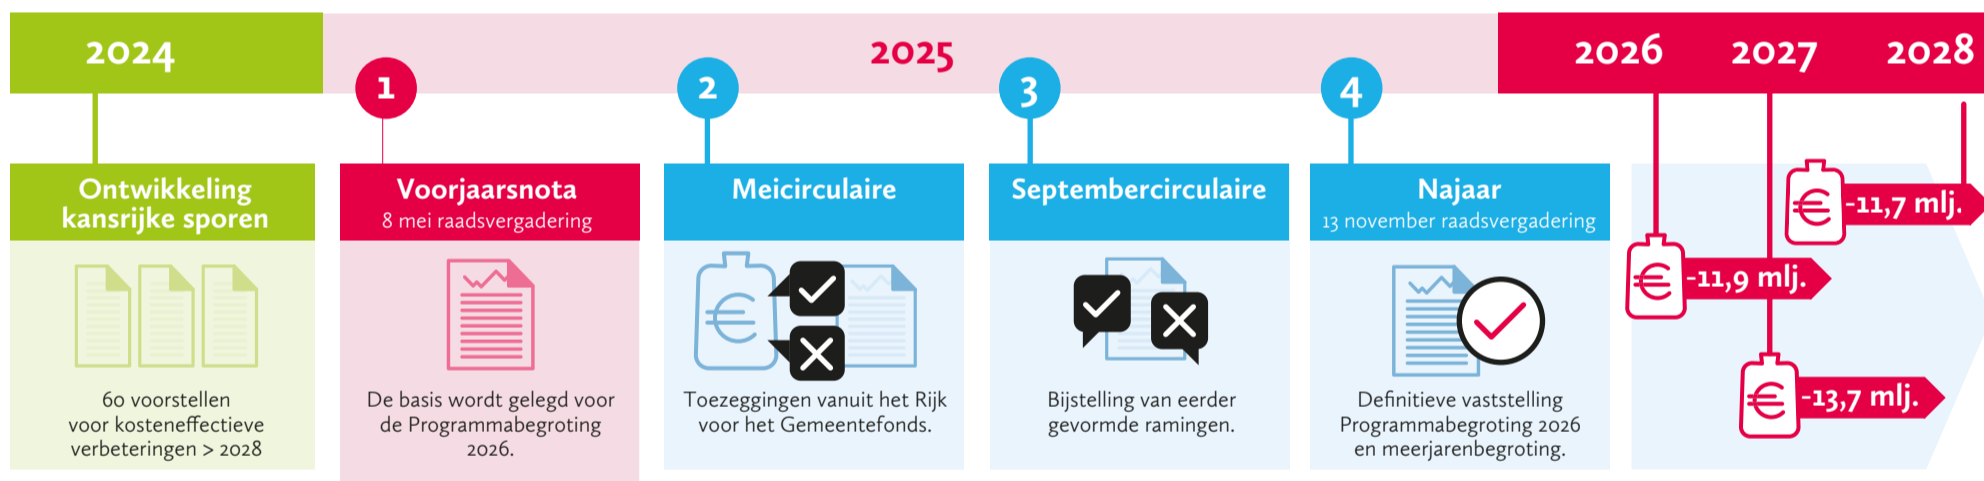 2024
2025
2026
2027
2028
1
2
3
4
Ontwikkeling
kansrijke sporen
60 voorstellen
voor kosteneffectieve
verbeteringen > 2028
Voorjaarsnota
8 mei raadsvergadering
De basis wordt gelegd voor
de Programmabegroting
2026.
Meicirculaire
€
Toezeggingen vanuit het Rijk
voor het Gemeentefonds.
Septembercirculaire
Bijstelling van eerder
gevormde ramingen.
Najaar
13 november raadsvergadering
Definitieve vaststelling
Programmabegroting 2026
en meerjarenbegroting.
€ -11,7 mlj.
€ -11,9 mlj.
€ -13,7 mlj.